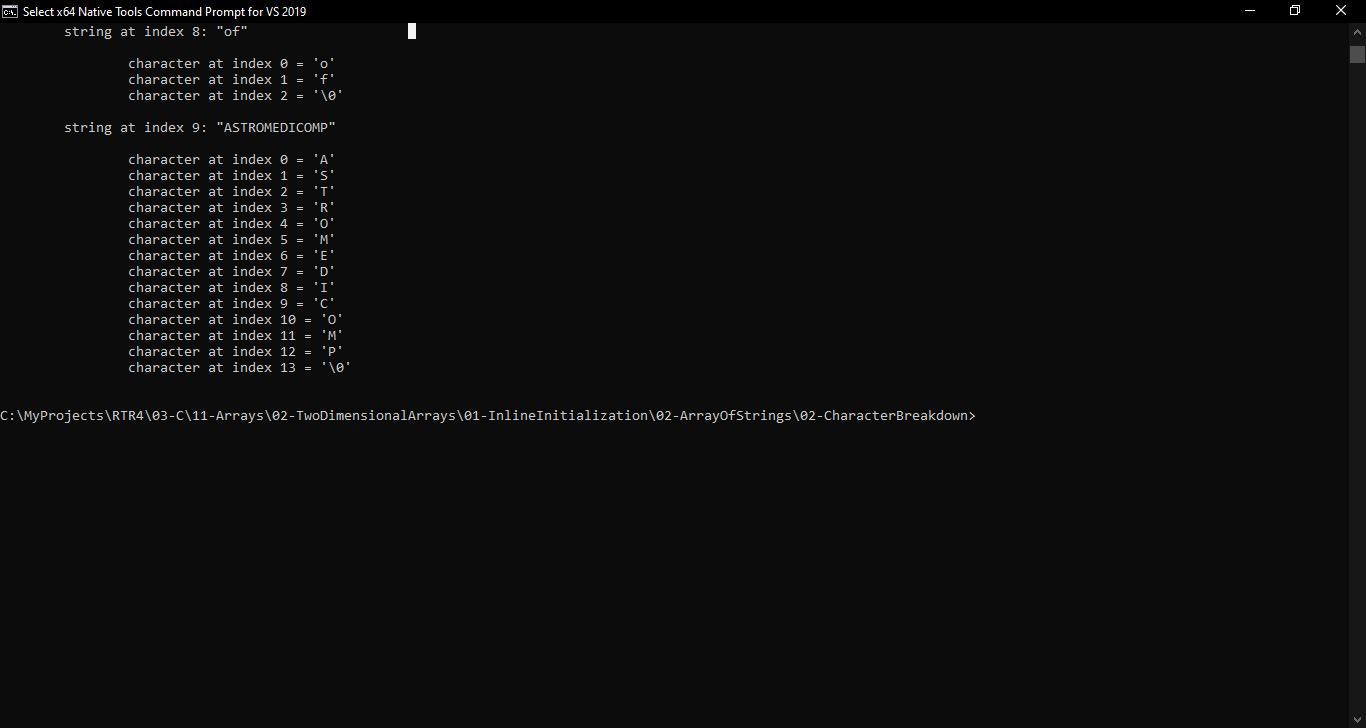 Select x64 Native Tools Command Prompt for VS 2019
string at index 8: "of"
character at index 0 = 'o'
character at index 1 = 'f'
character at index 2 = '\0'
string at index 9: "ASTROMEDICOMP"
character at index 0 = 'A'
character at index 1 = 'S'
character at index 2 = 'T'
character at index 3 = 'R'
character at index 4 = 'O'
character at index 5 = 'M'
character at index 6 = 'E'
character at index 7 = 'D'
character at index 8 = 'I'
character at index 9 = 'C'
character at index 10 = 'O'
character at index 11 = 'M'
character at index 12 = 'P'
character at index 13 = '\0'
C:\MyProjects\RTR4\03-C\11-Arrays\02-TwoDimensionalArrays\01-InlineInitialization\02-ArrayOfStrings\02-CharacterBreakdown>